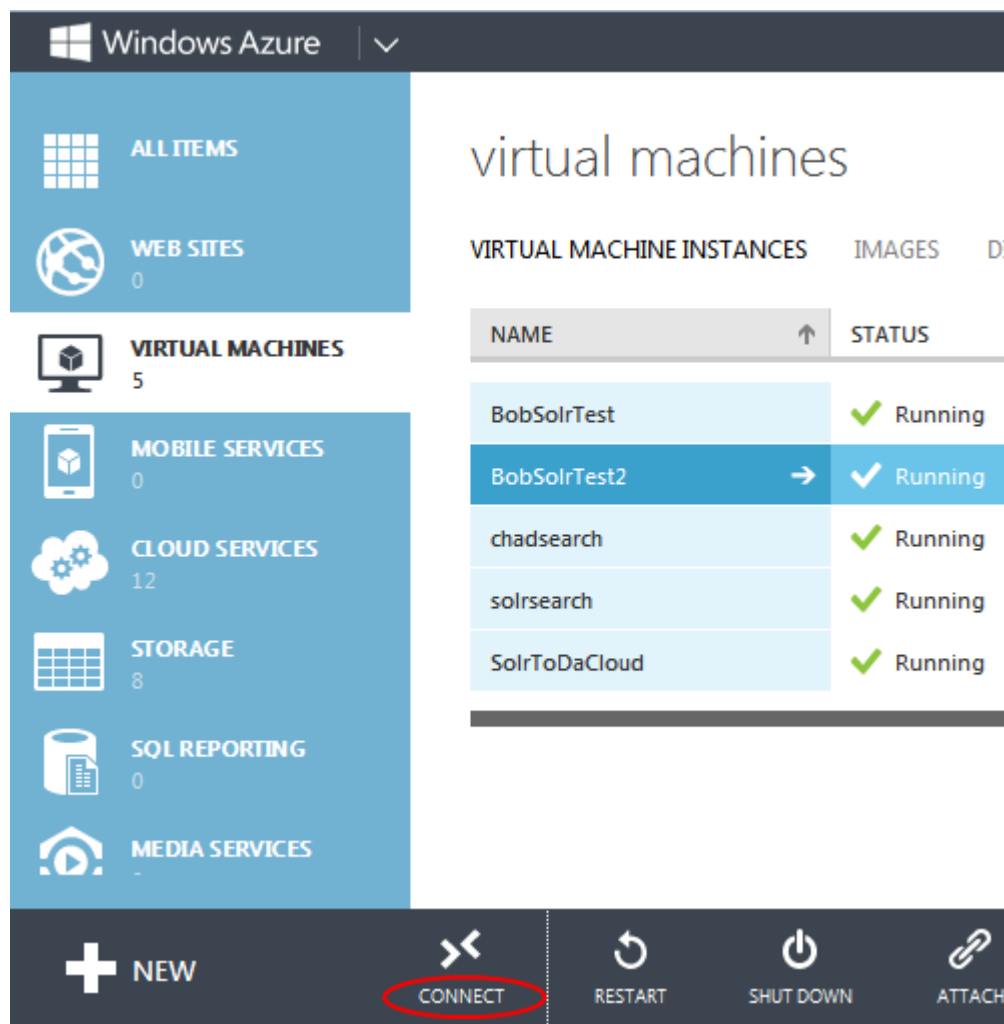 Windows Azure
ALL ITEMS
WEB SITES
0
VIRTUAL MACHINES
5
MOBILE SERVICES
0
CLOUD SERVICES
12
STORAGE
8
SQL REPORTING
0
MEDIA SERVICES
virtual machines
VIRTUAL MACHINE INSTANCES IMAGES
NAME STATUS
BobSolrTest Running
BobSolrTest2 Running
chadsearch Running
solrsearch Running
SolrToDaCloud Running
NEW
CONNECT RESTART SHUT DOWN ATTACH